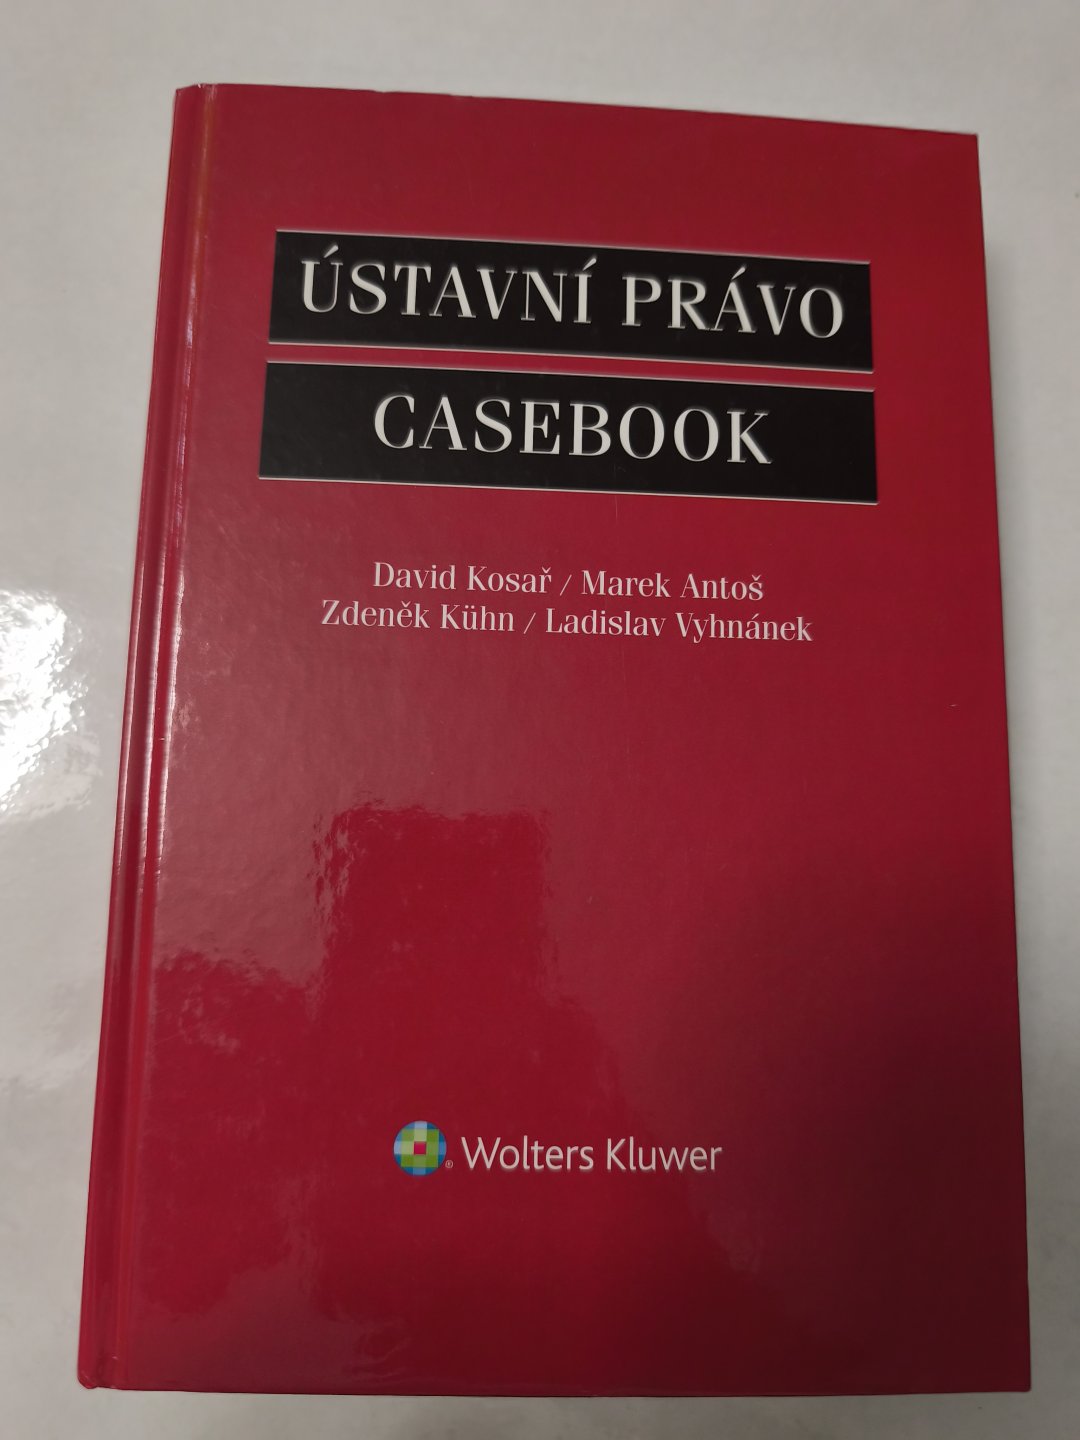 ÚSTAVNÍ PRÁVO
CASEBOOK
David Kosař / Marek Antoš
Zdeněk Kühn / Ladislav Vyhnánek
® Wolters Kluwer